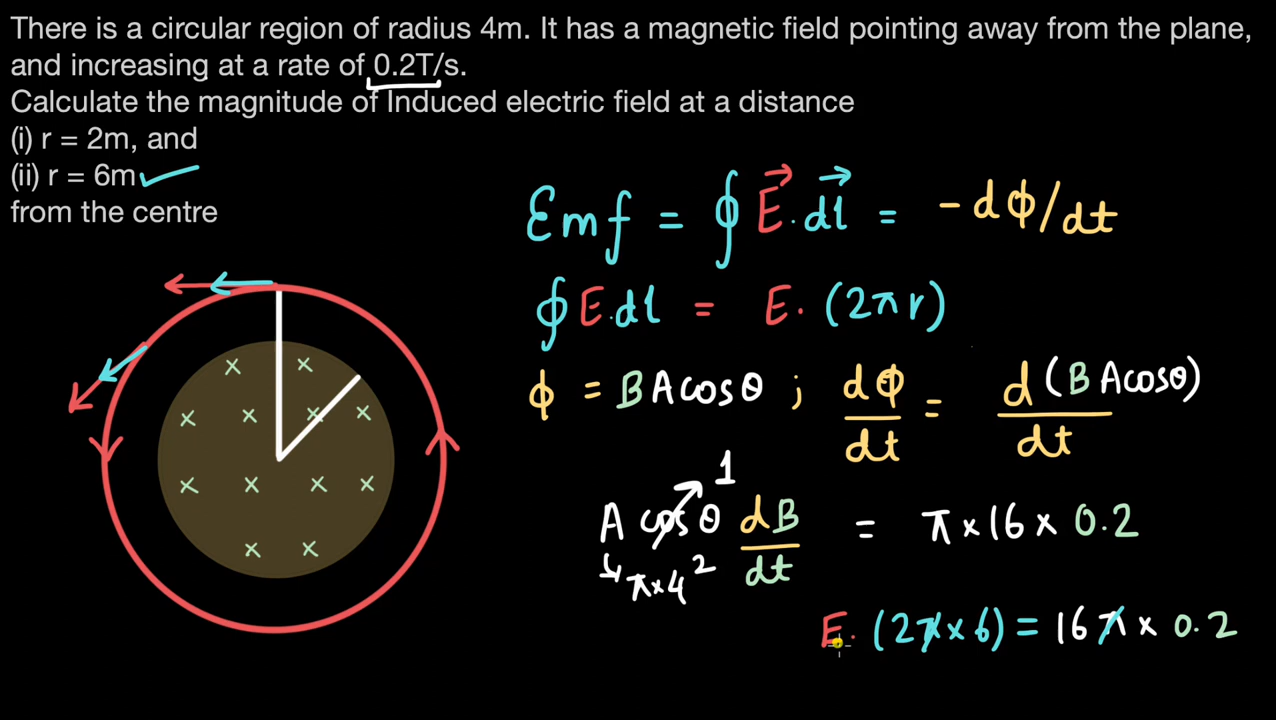 There is a circular region of radius 4m. It has a magnetic field pointing away from the plane,
and increasing at a rate of 0.2T/s.
Calculate the magnitude of Induced electric field at a distance
(i) r = 2m, and
(ii) r = 6m ✓
from the centre
Emf = ∮ E⃗ . dl⃗ = - dϕ/dt
∮ E.dl = E. (2πr)
ϕ = BAcosθ ; dϕ/dt = d(BAcosθ)/dt
1
A cosθ dB/dt = π × 16 × 0.2
↳ π×4²
E. (2π × 6) = 16π × 0.2
x x
x x x x
x x x x
x x